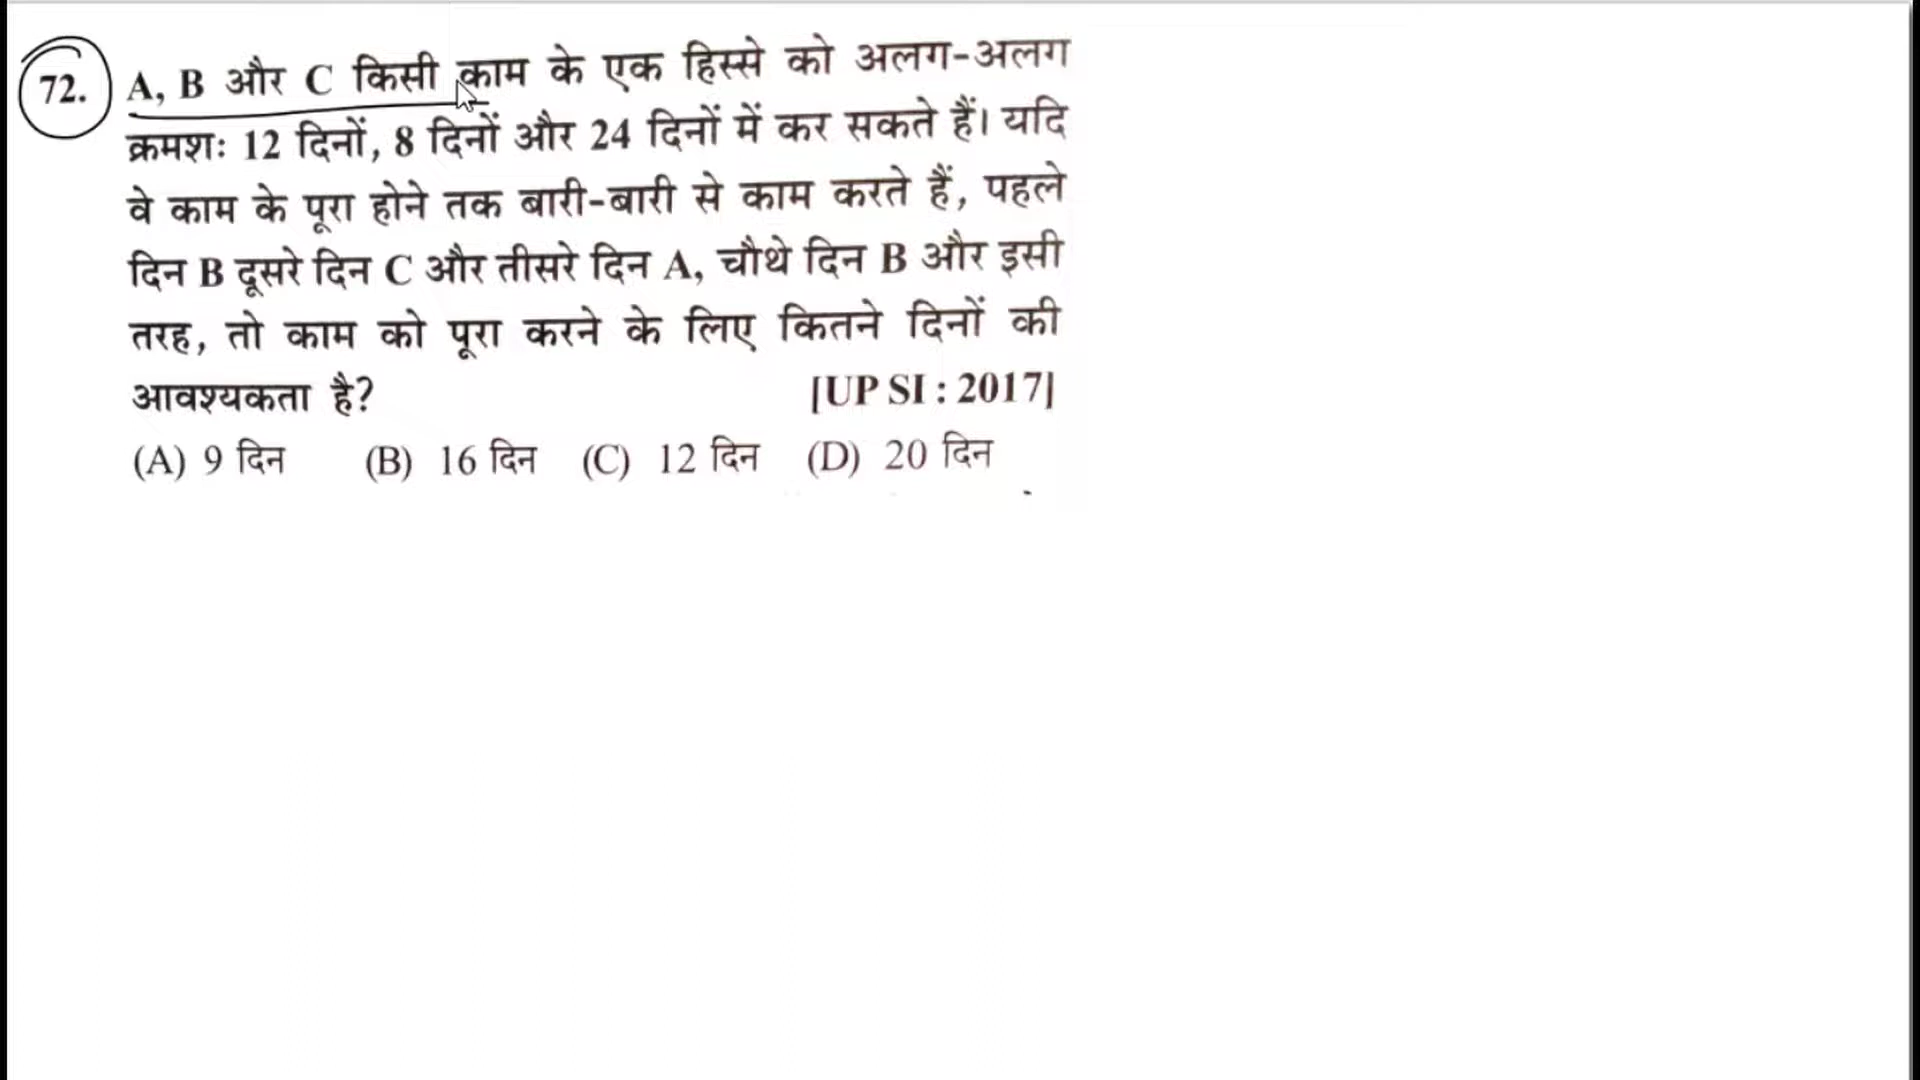 72. A, B और C किसी काम के एक हिस्से को अलग-अलग
क्रमशः 12 दिनों, 8 दिनों और 24 दिनों में कर सकते हैं। यदि
वे काम के पूरा होने तक बारी-बारी से काम करते हैं, पहले
दिन B दूसरे दिन C और तीसरे दिन A, चौथे दिन B और इसी
तरह, तो काम को पूरा करने के लिए कितने दिनों की
आवश्यकता है? [UP SI : 2017]
(A) 9 दिन (B) 16 दिन (C) 12 दिन (D) 20 दिन